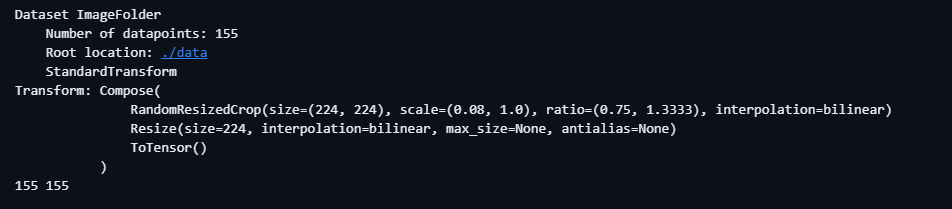 Dataset ImageFolder
Number of datapoints: 155
Root location: ./data
StandardTransform
Transform: Compose(
RandomResizedCrop(size=(224, 224), scale=(0.08, 1.0), ratio=(0.75, 1.3333), interpolation=bilinear)
Resize(size=224, interpolation=bilinear, max_size=None, antialias=None)
ToTensor()
)
155 155